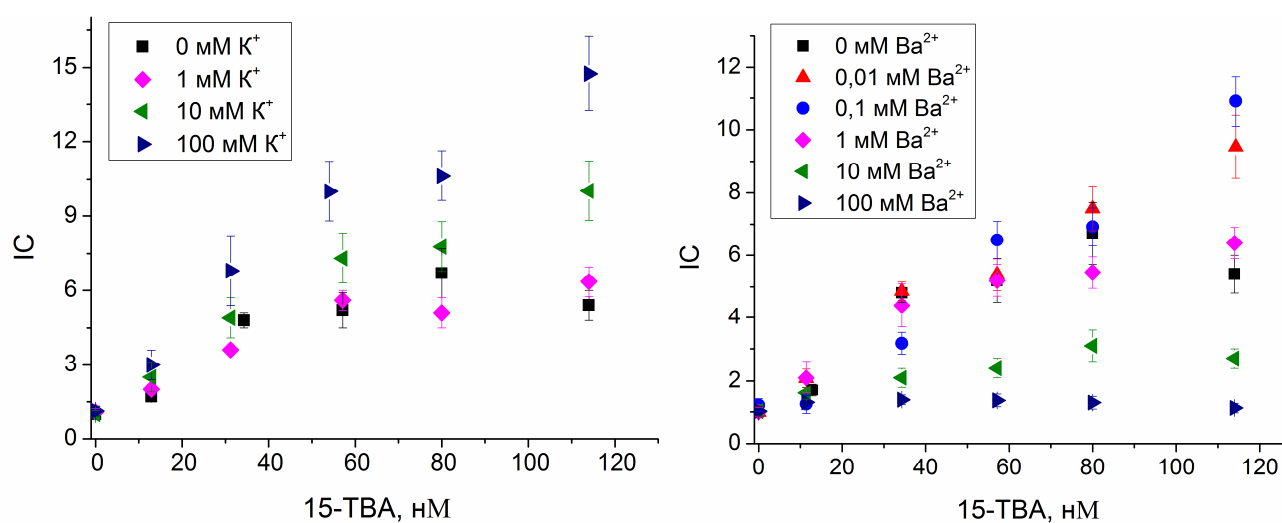 0 мМ К⁺
1 мМ К⁺
10 мМ К⁺
100 мМ К⁺
15
12
9
6
3
0
IC
0 20 40 60 80 100 120
15-TBA, нМ
0 мМ Ba²⁺
0,01 мМ Ba²⁺
0,1 мМ Ba²⁺
1 мМ Ba²⁺
10 мМ Ba²⁺
100 мМ Ba²⁺
12
10
8
6
4
2
0
IC
0 20 40 60 80 100 120
15-TBA, нМ